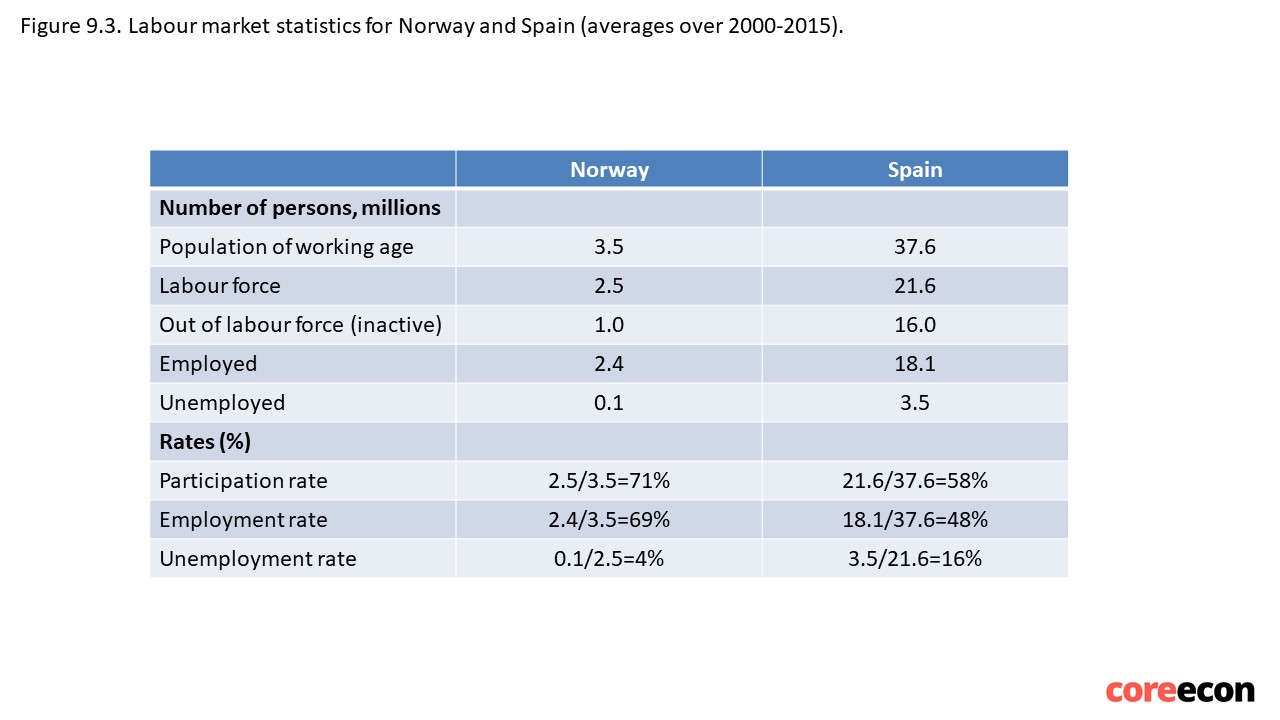 Figure 9.3. Labour market statistics for Norway and Spain (averages over 2000-2015).
Norway Spain
Number of persons, millions
Population of working age 3.5 37.6
Labour force 2.5 21.6
Out of labour force (inactive) 1.0 16.0
Employed 2.4 18.1
Unemployed 0.1 3.5
Rates (%)
Participation rate 2.5/3.5=71% 21.6/37.6=58%
Employment rate 2.4/3.5=69% 18.1/37.6=48%
Unemployment rate 0.1/2.5=4% 3.5/21.6=16%
coreecon